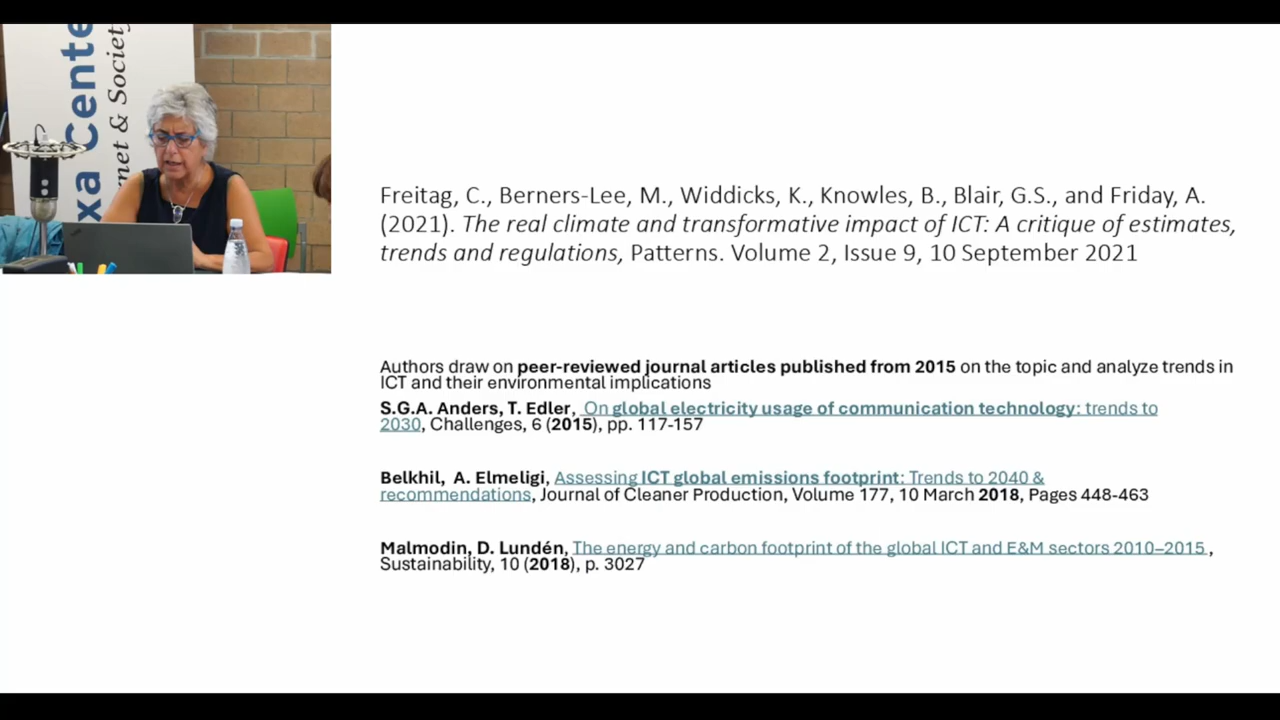 xa Cente
net & Society
Freitag, C., Berners-Lee, M., Widdicks, K., Knowles, B., Blair, G.S., and Friday, A.
(2021). The real climate and transformative impact of ICT: A critique of estimates,
trends and regulations, Patterns. Volume 2, Issue 9, 10 September 2021
Authors draw on peer-reviewed journal articles published from 2015 on the topic and analyze trends in
ICT and their environmental implications
S.G.A. Anders, T. Edler, On global electricity usage of communication technology: trends to
2030, Challenges, 6 (2015), pp. 117-157
Belkhil, A. Elmeligi, Assessing ICT global emissions footprint: Trends to 2040 &
recommendations, Journal of Cleaner Production, Volume 177, 10 March 2018, Pages 448-463
Malmodin, D. Lundén, The energy and carbon footprint of the global ICT and E&M sectors 2010–2015 ,
Sustainability, 10 (2018), p. 3027